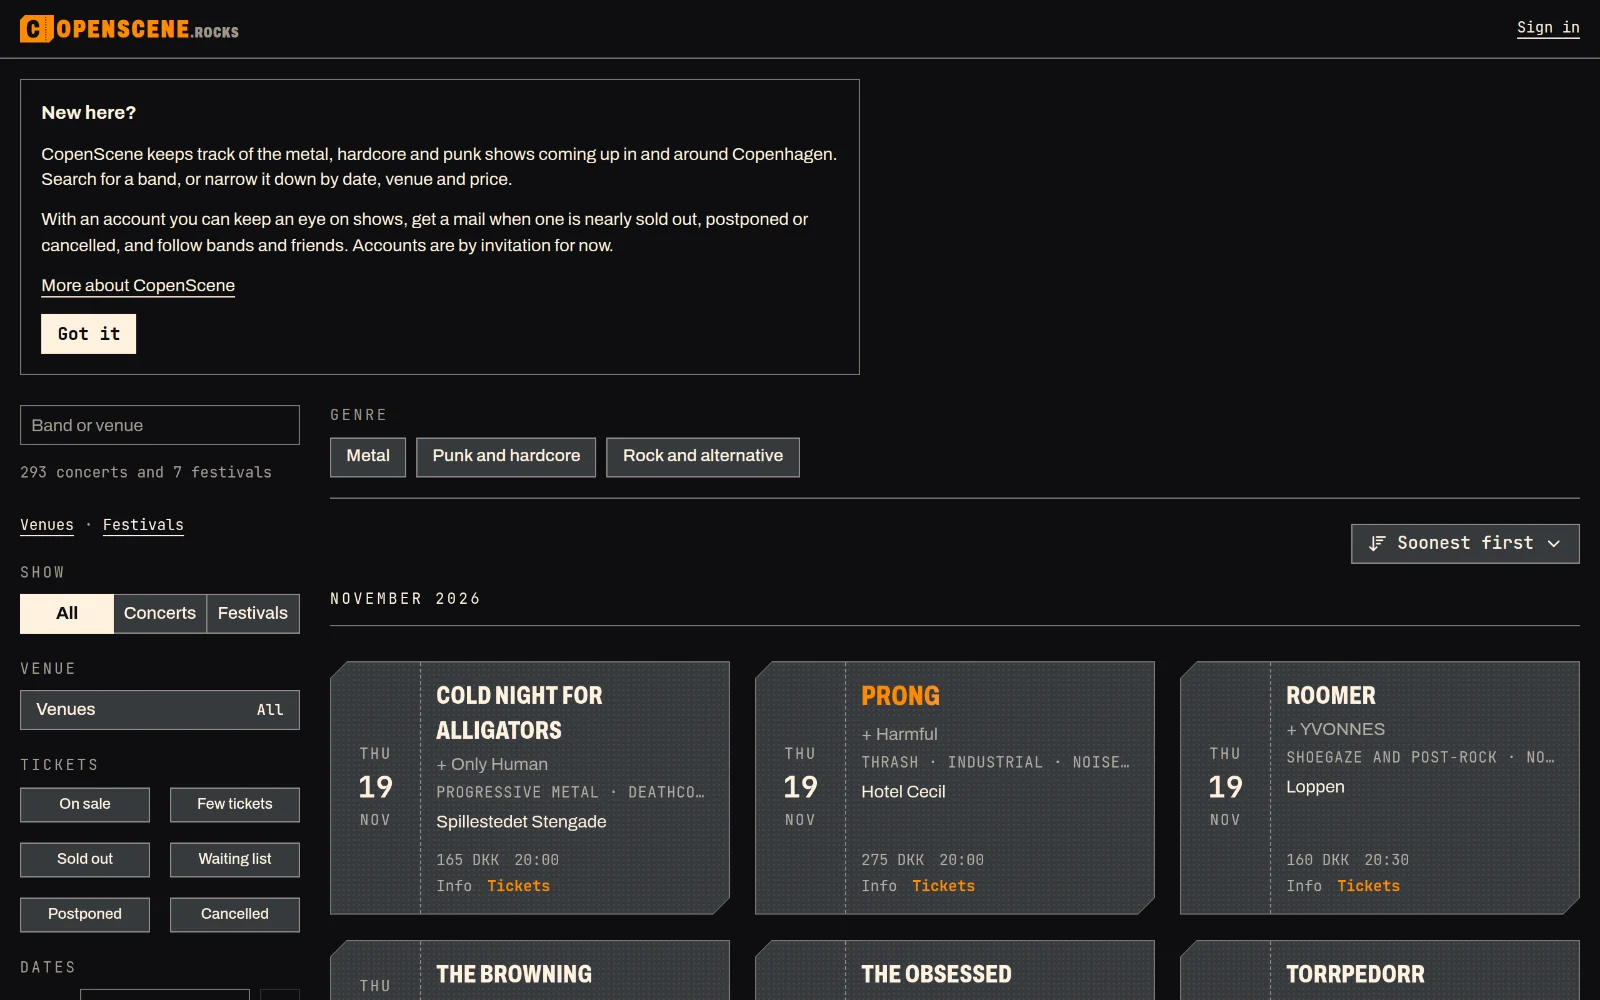 COPENSCENE.ROCKS
Sign in
New here?
CopenScene keeps track of the metal, hardcore and punk shows coming up in and around Copenhagen.
Search for a band, or narrow it down by date, venue and price.
With an account you can keep an eye on shows, get a mail when one is nearly sold out, postponed or
cancelled, and follow bands and friends. Accounts are by invitation for now.
More about CopenScene
Got it
Band or venue
293 concerts and 7 festivals
Venues · Festivals
SHOW
All Concerts Festivals
VENUE
Venues All
TICKETS
On sale Few tickets
Sold out Waiting list
Postponed Cancelled
DATES
GENRE
Metal Punk and hardcore Rock and alternative
Soonest first
NOVEMBER 2026
THU
19
NOV
COLD NIGHT FOR
ALLIGATORS
+ Only Human
PROGRESSIVE METAL · DEATHCO…
Spillestedet Stengade
165 DKK 20:00
Info Tickets
THU
19
NOV
PRONG
+ Harmful
THRASH · INDUSTRIAL · NOISE…
Hotel Cecil
275 DKK 20:00
Info Tickets
THU
19
NOV
ROOMER
+ YVONNES
SHOEGAZE AND POST-ROCK · NO…
Loppen
160 DKK 20:30
Info Tickets
THU
THE BROWNING
THU
THE OBSESSED
THU
TORRPEDORR